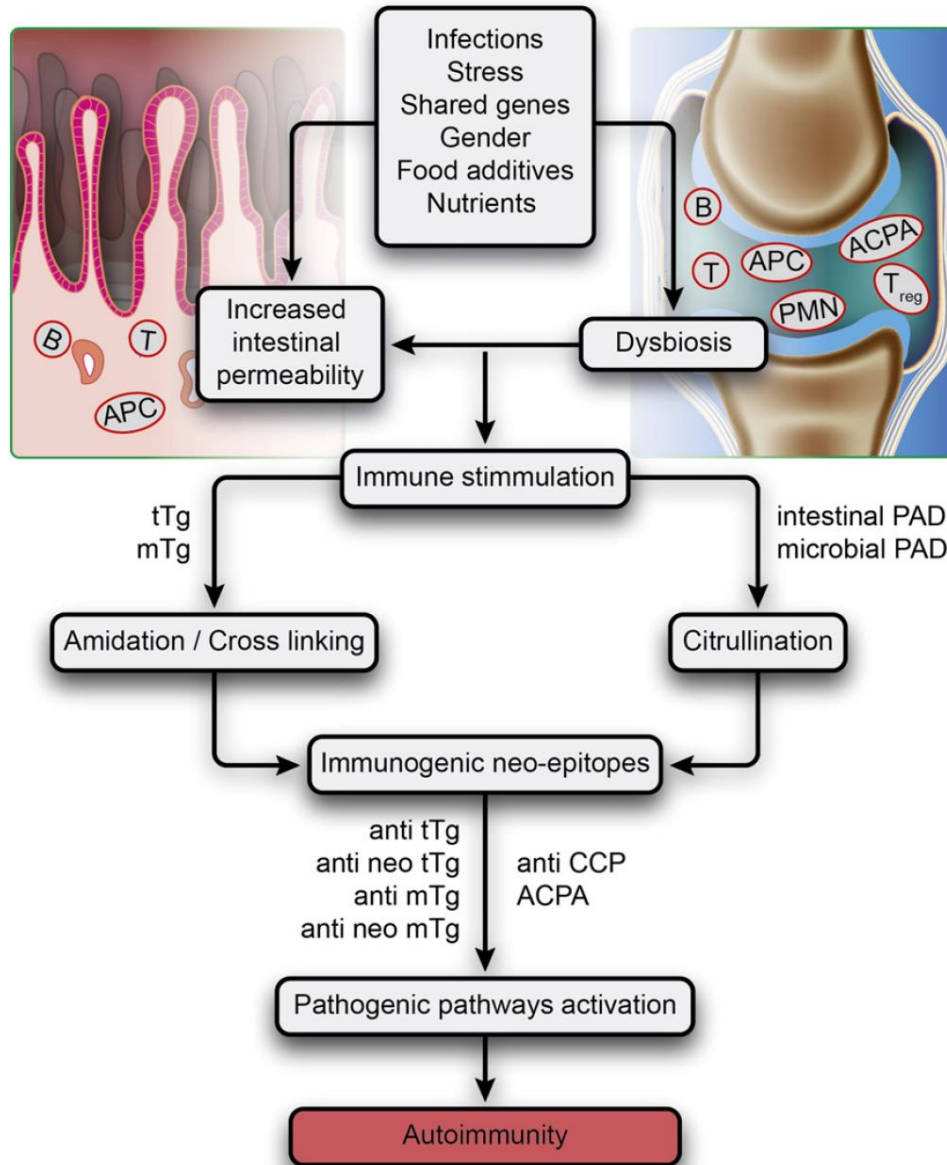 Infections
Stress
Shared genes
Gender
Food additives
Nutrients
B
T
APC
B
T
APC
ACPA
PMN
Treg
Increased
intestinal
permeability
Dysbiosis
Immune stimmulation
tTg
mTg
intestinal PAD
microbial PAD
Amidation / Cross linking
Citrullination
Immunogenic neo-epitopes
anti tTg
anti neo tTg
anti mTg
anti neo mTg
anti CCP
ACPA
Pathogenic pathways activation
Autoimmunity